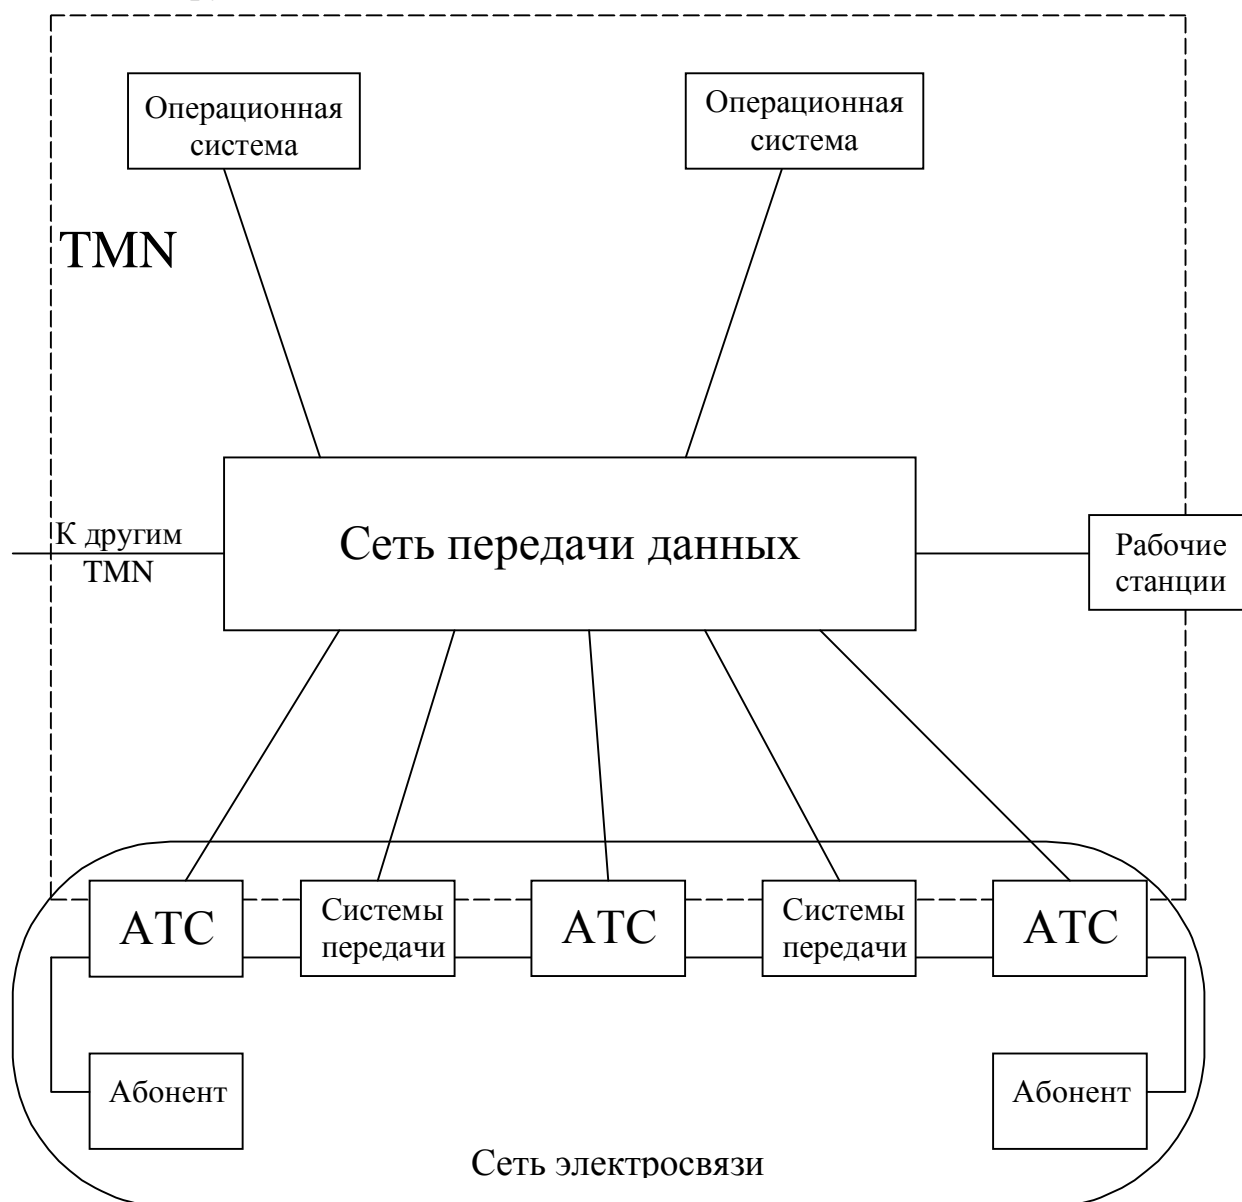 Операционная
система
Операционная
система
TMN
К другим
TMN
Сеть передачи данных
Рабочие
станции
АТС
Системы
передачи
АТС
Системы
передачи
АТС
Абонент
Абонент
Сеть электросвязи